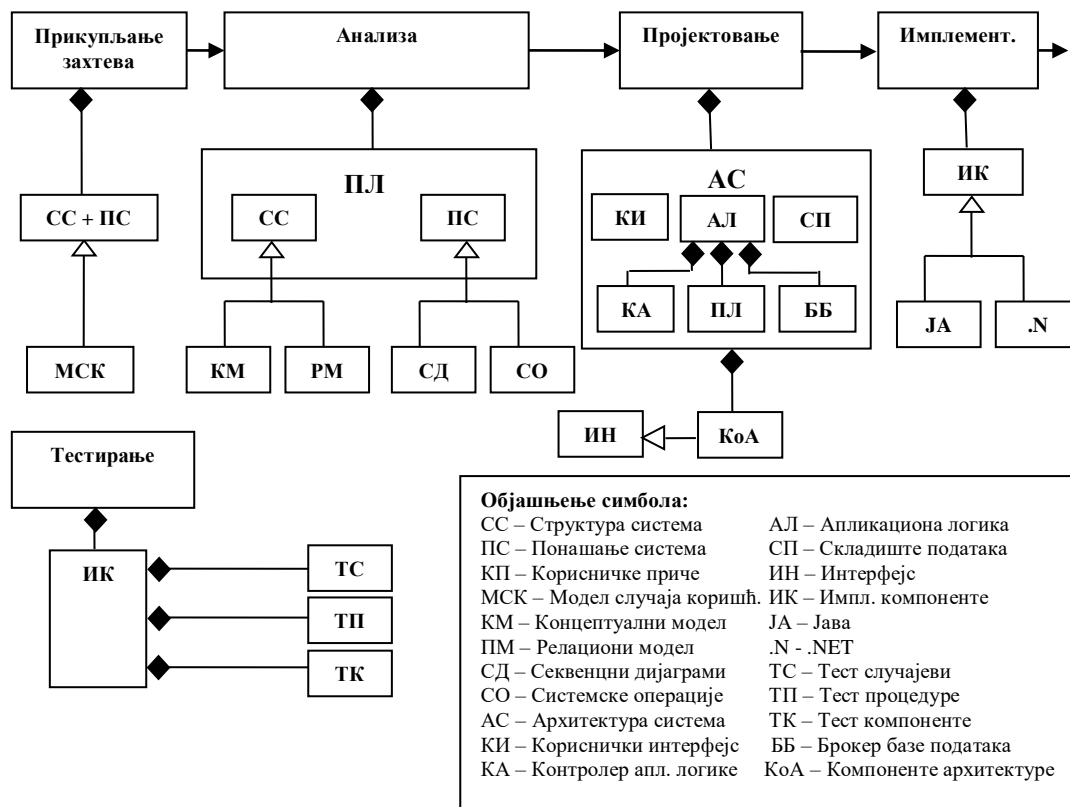 Прикупљање
захтева
Анализа
Пројектовање
Имплемент.
СС + ПС
МСК
ПЛ
СС
ПС
КМ
РМ
СД
СО
АС
КИ
АЛ
СП
КА
ПЛ
ББ
ИН
КоА
ИК
ЈА
.N
Тестирање
ИК
ТС
ТП
ТК
Објашњење симбола:
СС – Структура система
ПС – Понашање система
КП – Корисничке приче
МСК – Модел случаја коришћ.
КМ – Концептуални модел
ПМ – Релациони модел
СД – Секвенцни дијаграми
СО – Системске операције
АС – Архитектура система
КИ – Кориснички интерфејс
КА – Контролер апл. логике
АЛ – Апликациона логика
СП – Складиште података
ИН – Интерфејс
ИК – Импл. компоненте
ЈА – Јава
.N - .NET
ТС – Тест случајеви
ТП – Тест процедуре
ТК – Тест компоненте
ББ – Брокер базе података
КоА – Компоненте архитектуре